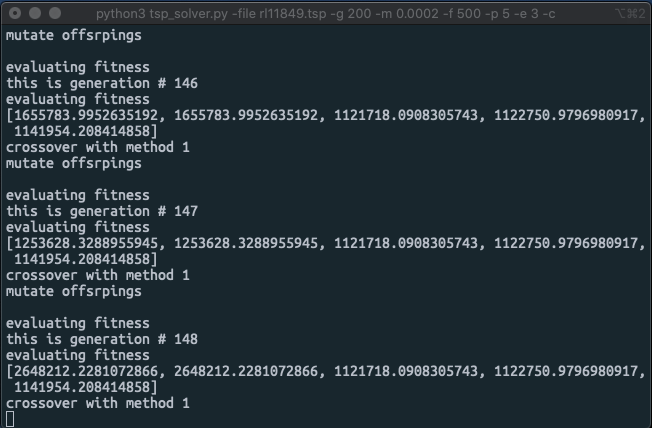 python3 tsp_solver.py -file rl11849.tsp -g 200 -m 0.0002 -f 500 -p 5 -e 3 -c
⌥⌘2
mutate offsrpings
evaluating fitness
this is generation # 146
evaluating fitness
[1655783.9952635192, 1655783.9952635192, 1121718.0908305743, 1122750.9796980917,
1141954.208414858]
crossover with method 1
mutate offsrpings
evaluating fitness
this is generation # 147
evaluating fitness
[1253628.3288955945, 1253628.3288955945, 1121718.0908305743, 1122750.9796980917,
1141954.208414858]
crossover with method 1
mutate offsrpings
evaluating fitness
this is generation # 148
evaluating fitness
[2648212.2281072866, 2648212.2281072866, 1121718.0908305743, 1122750.9796980917,
1141954.208414858]
crossover with method 1